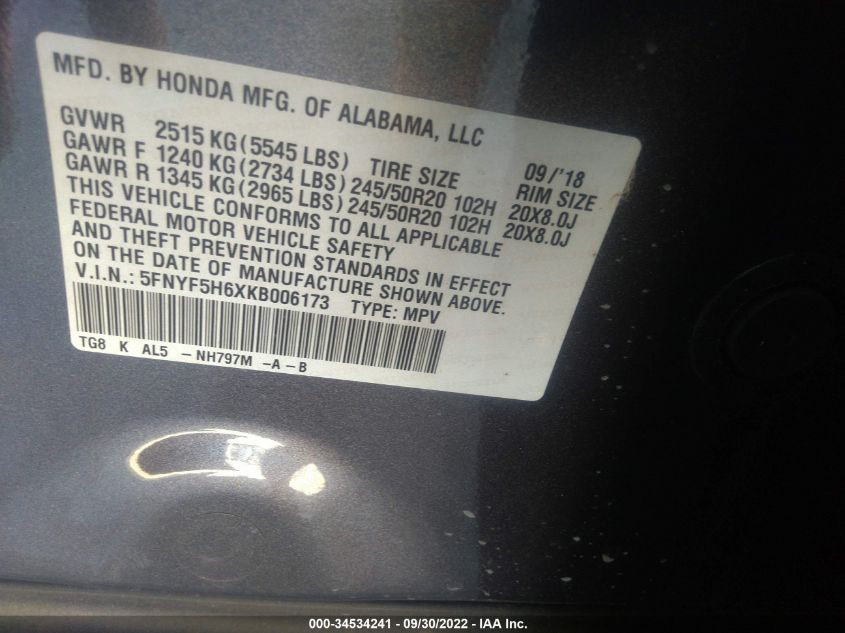 MFD. BY HONDA MFG. OF ALABAMA, LLC
09/'18
GVWR 2515 KG(5545 LBS) TIRE SIZE RIM SIZE
GAWR F 1240 KG(2734 LBS) 245/50R20 102H 20X8.0J
GAWR R 1345 KG(2965 LBS) 245/50R20 102H 20X8.0J
THIS VEHICLE CONFORMS TO ALL APPLICABLE
FEDERAL MOTOR VEHICLE SAFETY
AND THEFT PREVENTION STANDARDS IN EFFECT
ON THE DATE OF MANUFACTURE SHOWN ABOVE.
V.I.N.: 5FNYF5H6XKB006173 TYPE: MPV
TG8 K AL5 -NH797M -A-B
000-34534241 - 09/30/2022 - IAA Inc.